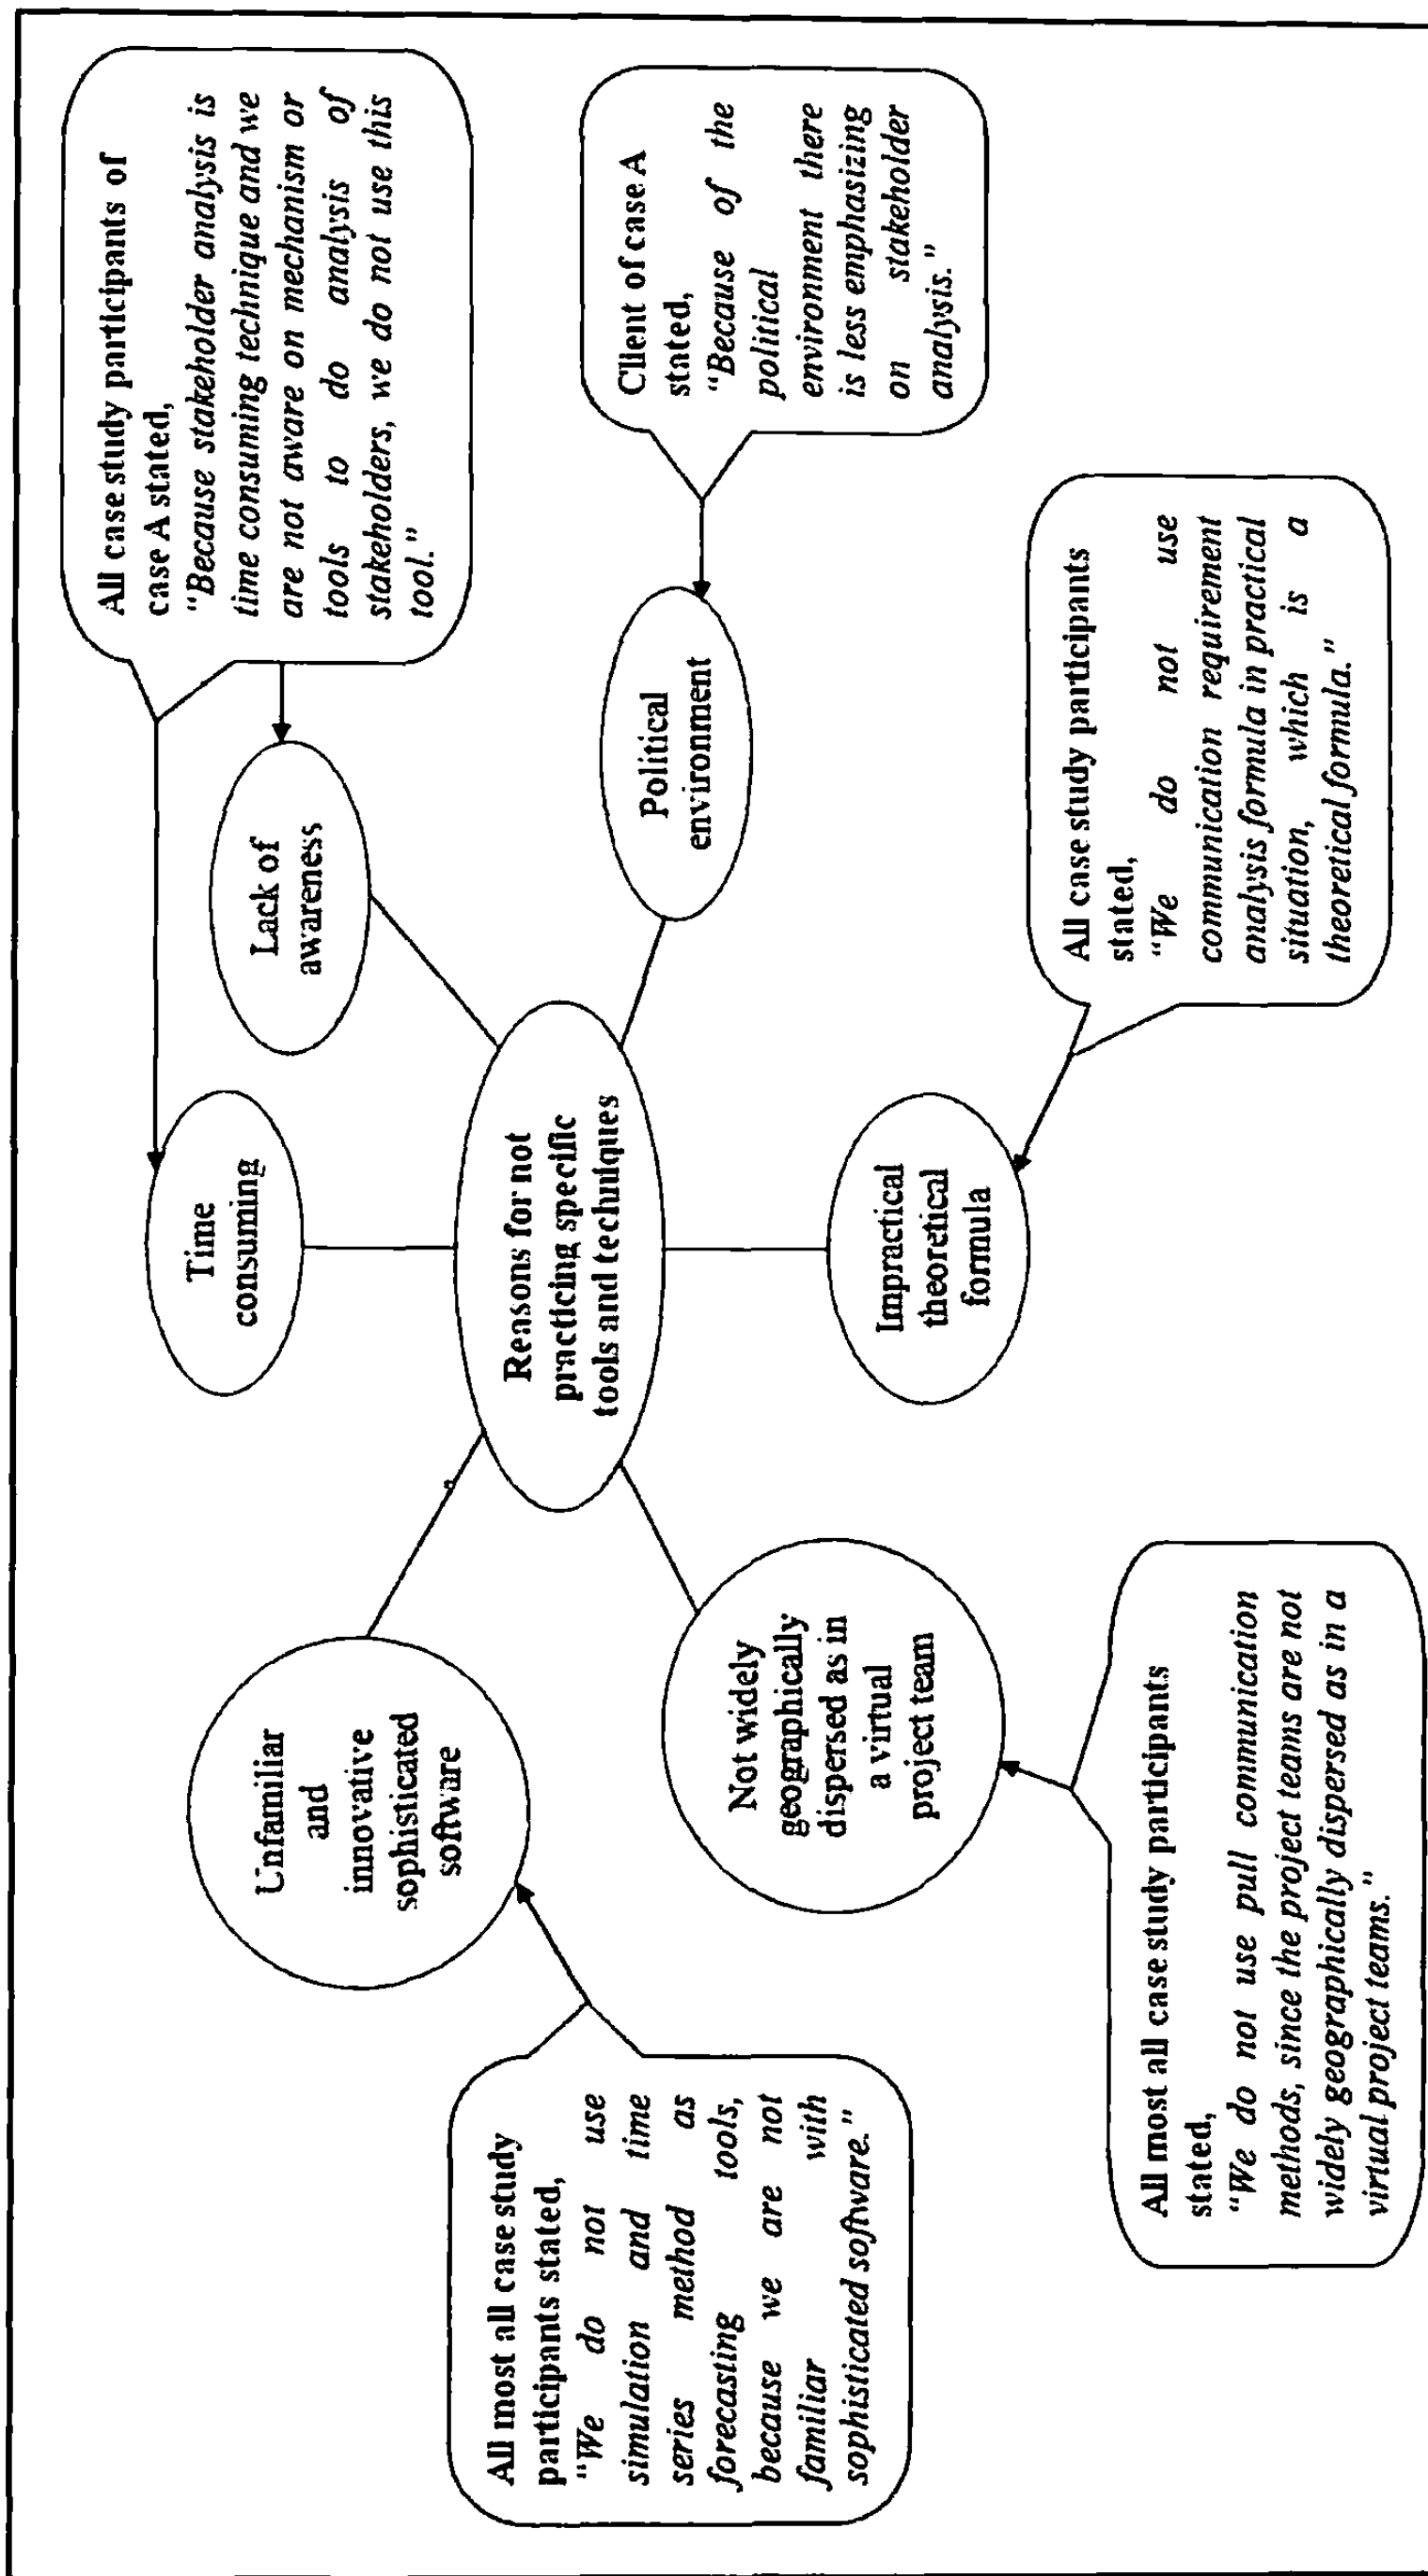 All most all case study
participants stated,
"We do not use
simulation and time
series method as
forecasting tools,
because we are not
familiar with
sophisticated software."
Unfamiliar
and
innovative
sophisticated
software
Time
consuming
Lack of
awareness
All case study participants of
case A stated,
"Because stakeholder analysis is
time consuming technique and we
are not aware on mechanism or
tools to do analysis of
stakeholders, we do not use this
tool."
Reasons for not
practicing specific
tools and techniques
Political
environment
Client of case A
stated,
"Because of the
political
environment there
is less emphasizing
on stakeholder
analysis."
Not widely
geographically
dispersed as in
a virtual
project team
Impractical
theoretical
formula
All most all case study participants
stated,
"We do not use pull communication
methods, since the project teams are not
widely geographically dispersed as in a
virtual project teams."
All case study participants
stated,
"We do not use
communication requirement
analysis formula in practical
situation, which is a
theoretical formula."